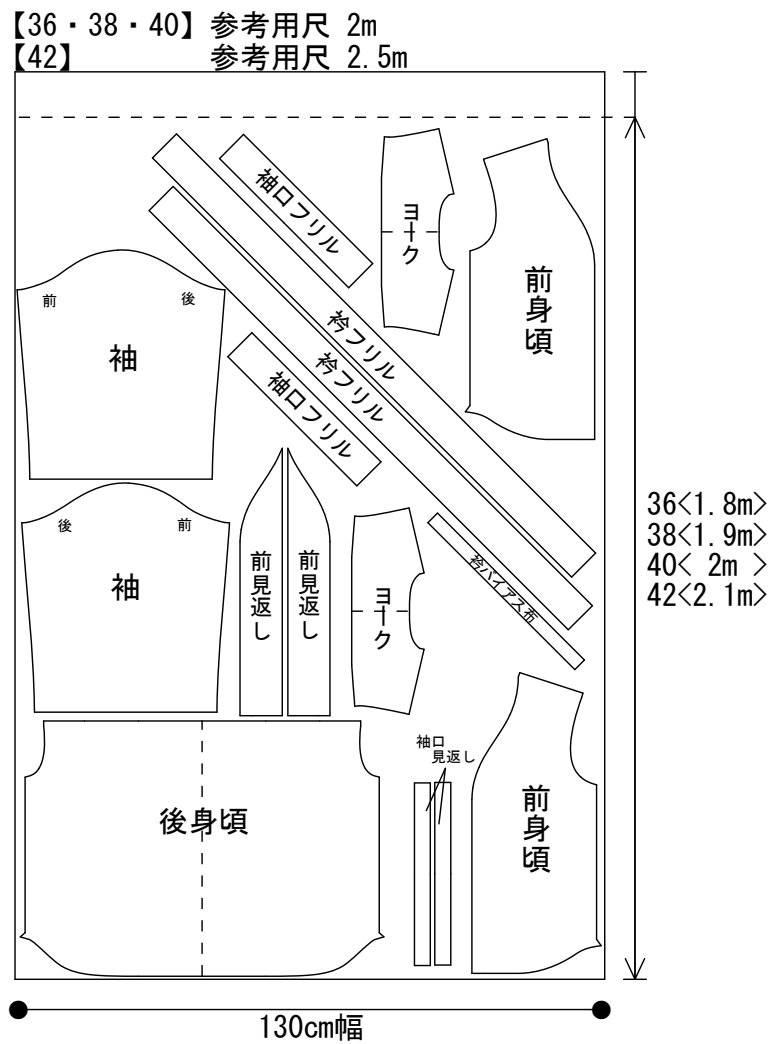 【36・38・40】参考用尺 2m
【42】 参考用尺 2.5m
袖口フリル
ヨーク
前身頃
衿フリル
衿フリル
袖口フリル
前 後
袖
後 前
袖
前見返し
前見返し
ヨーク
衿バイアス布
36<1.8m>
38<1.9m>
40< 2m >
42<2.1m>
袖口
見返し
後身頃
前身頃
130cm幅